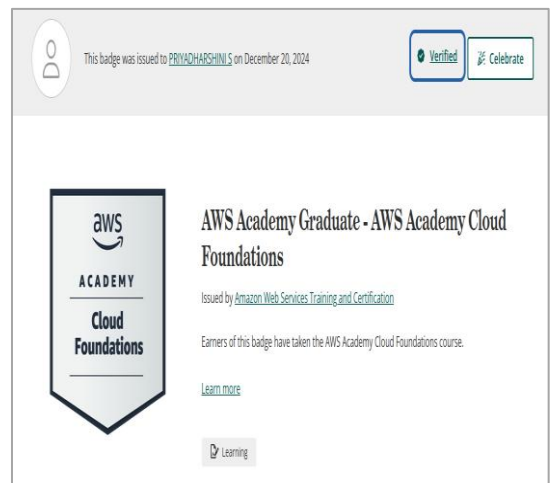 This badge was issued to PRIYADHARSHINI S on December 20, 2024
Verified
Celebrate
aws
ACADEMY
Cloud
Foundations
AWS Academy Graduate - AWS Academy Cloud
Foundations
Issued by Amazon Web Services Training and Certification
Earners of this badge have taken the AWS Academy Cloud Foundations course.
Learn more
Learning